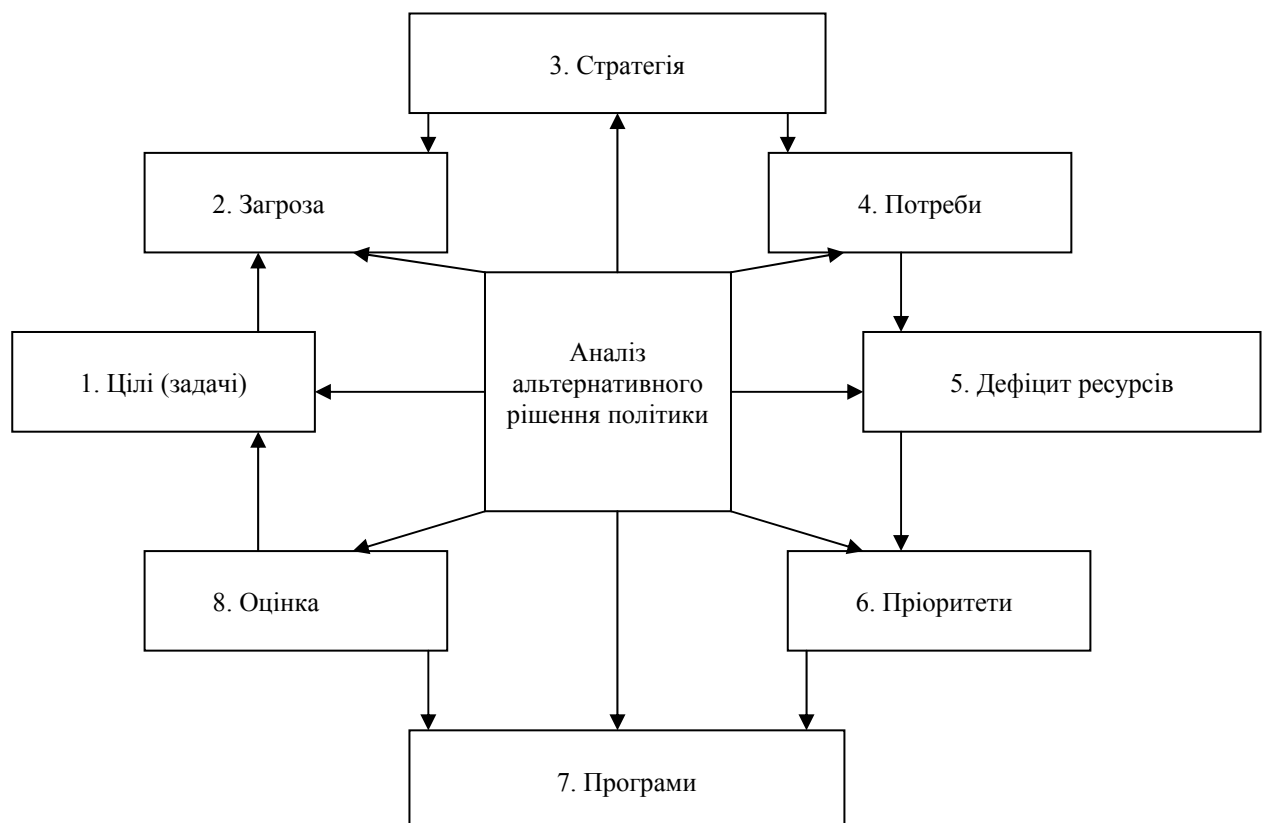 3. Стратегія
2. Загроза
4. Потреби
Аналіз
альтернативного
рішення політики
1. Цілі (задачі)
5. Дефіцит ресурсів
8. Оцінка
6. Пріоритети
7. Програми